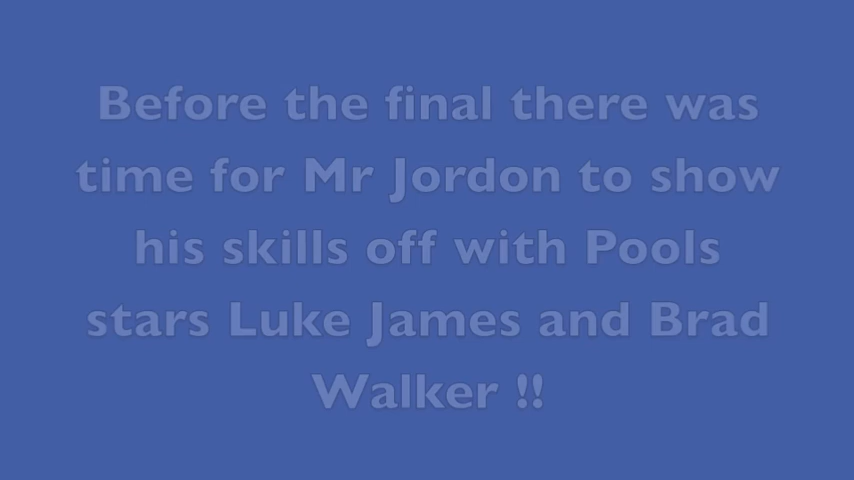 Before the final there was
time for Mr Jordon to show
his skills off with Pools
stars Luke James and Brad
Walker !!